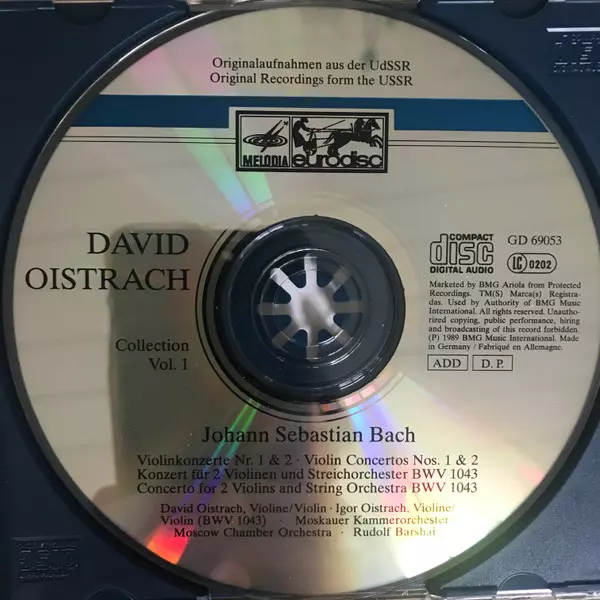 Originalaufnahmen aus der UdSSR
Original Recordings form the USSR
MELODIA eurodisc
DAVID
OISTRACH
Collection
Vol. 1
COMPACT
disc
DIGITAL AUDIO
GD 69053
LC 0202
Marketed by BMG Ariola from Protected
Recordings. TM(S) Marca(s) Registra-
das. Used by Authority of BMG Music
International. All rights reserved. Unautho-
rized copying, public performance, hiring
and broadcasting of this record forbidden.
(P) 1989 BMG Music International. Made
in Germany / Fabriqué en Allemagne.
ADD D. P.
Johann Sebastian Bach
Violinkonzerte Nr. 1 & 2 · Violin Concertos Nos. 1 & 2
Konzert für 2 Violinen und Streichorchester BWV 1043
Concerto for 2 Violins and String Orchestra BWV 1043
David Oistrach, Violine/Violin · Igor Oistrach, Violine/
Violin (BWV 1043) · Moskauer Kammerorchester/
Moscow Chamber Orchestra · Rudolf Barshai